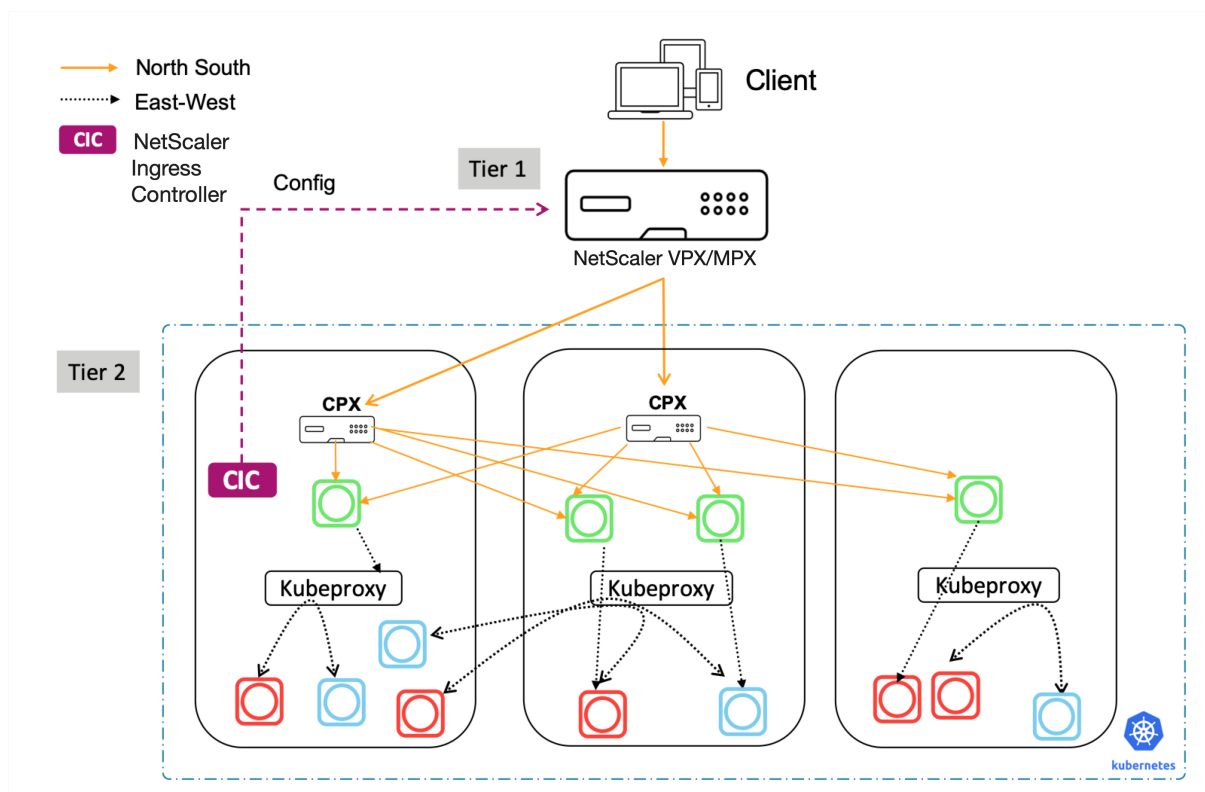 North South
East-West
CIC
NetScaler
Ingress
Controller
Client
Tier 1
Config
NetScaler VPX/MPX
Tier 2
CPX
CPX
CIC
Kubeproxy
Kubeproxy
Kubeproxy
kubernetes